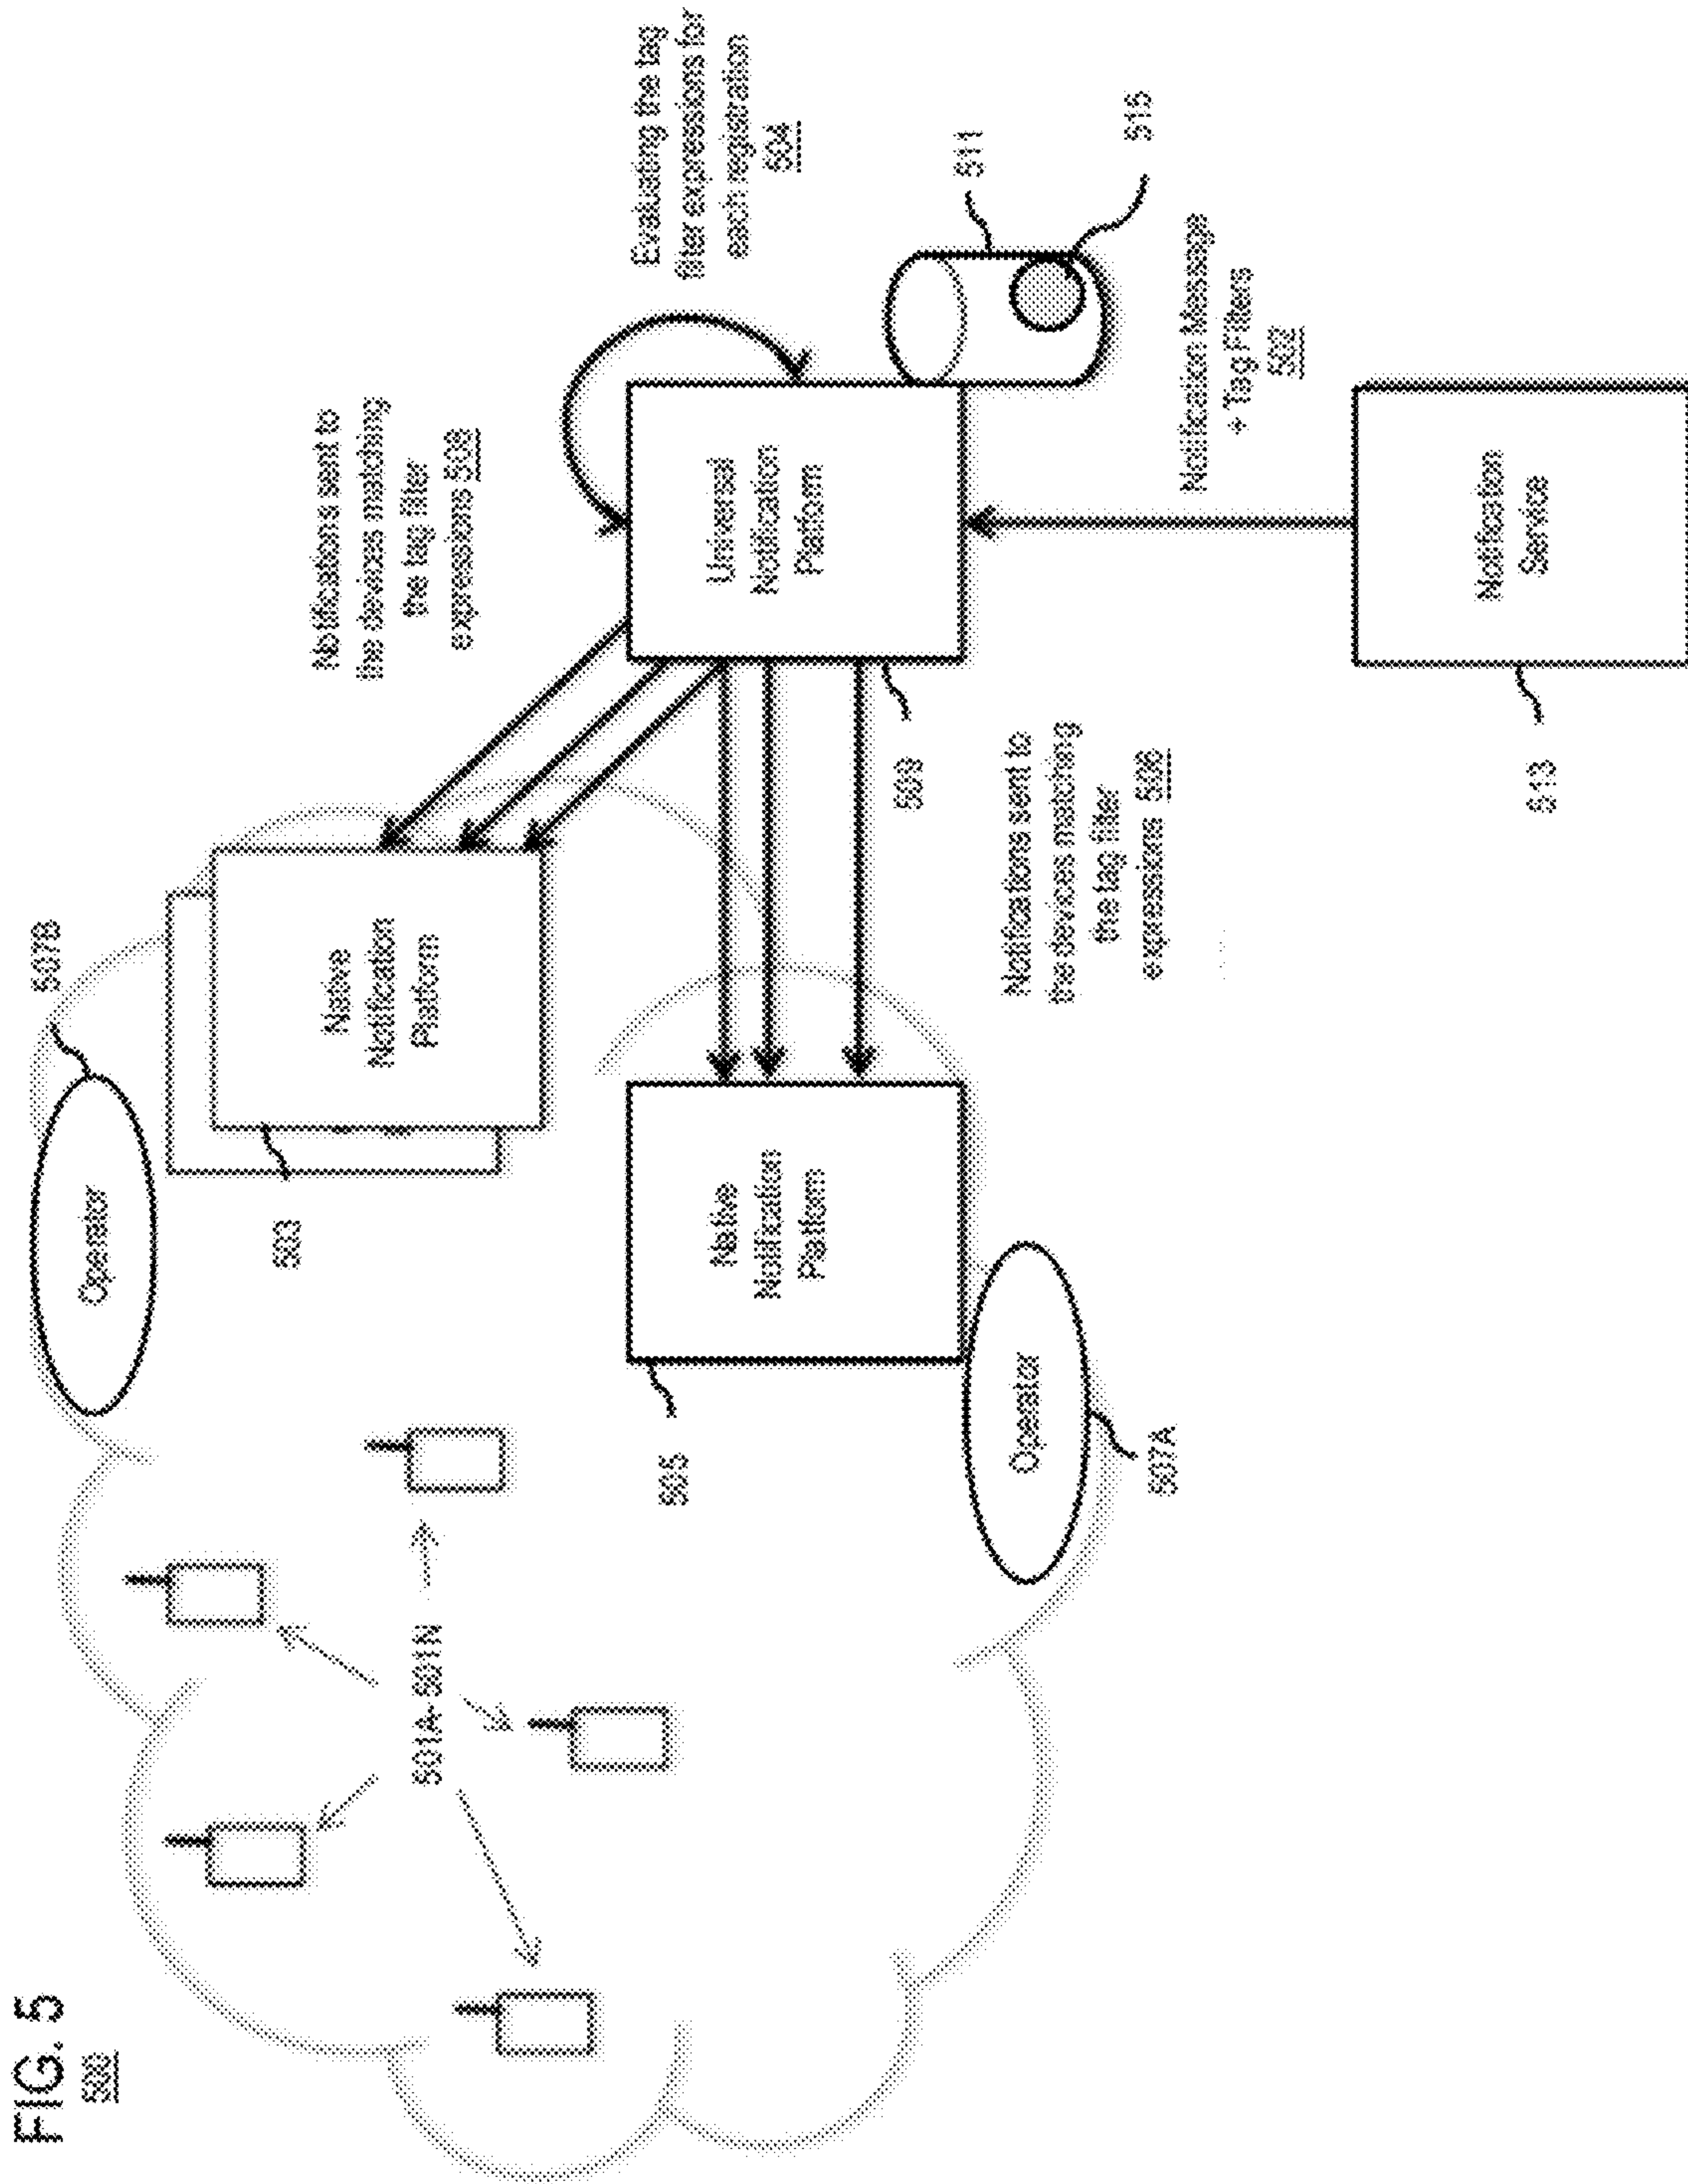 FIG. 5
500
501A-501N
Operator
507B
Native
Notification
Platform
503
Notifications sent to
the devices matching
the tag filter
expressions 508
Evaluating the tag
filter expressions for
each registration
504
Native
Notification
Platform
505
Universal
Notification
Platform
509
511
515
Operator
507A
Notifications sent to
the devices matching
the tag filter
expressions 506
Notification Message
+ Tag Filters
502
Notification
Service
513